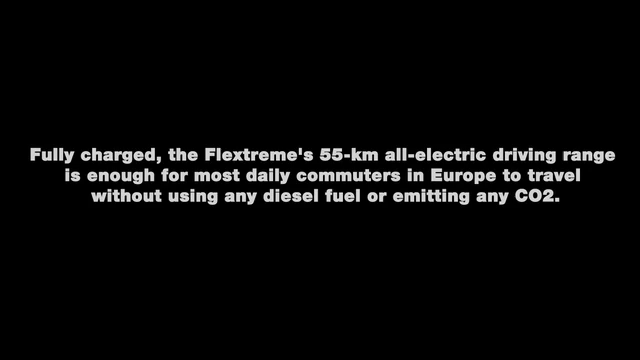 Fully charged, the Flextreme's 55-km all-electric driving range
is enough for most daily commuters in Europe to travel
without using any diesel fuel or emitting any CO2.